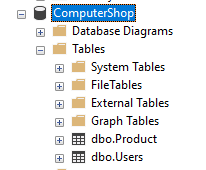 ComputerShop
Database Diagrams
Tables
System Tables
FileTables
External Tables
Graph Tables
dbo.Product
dbo.Users